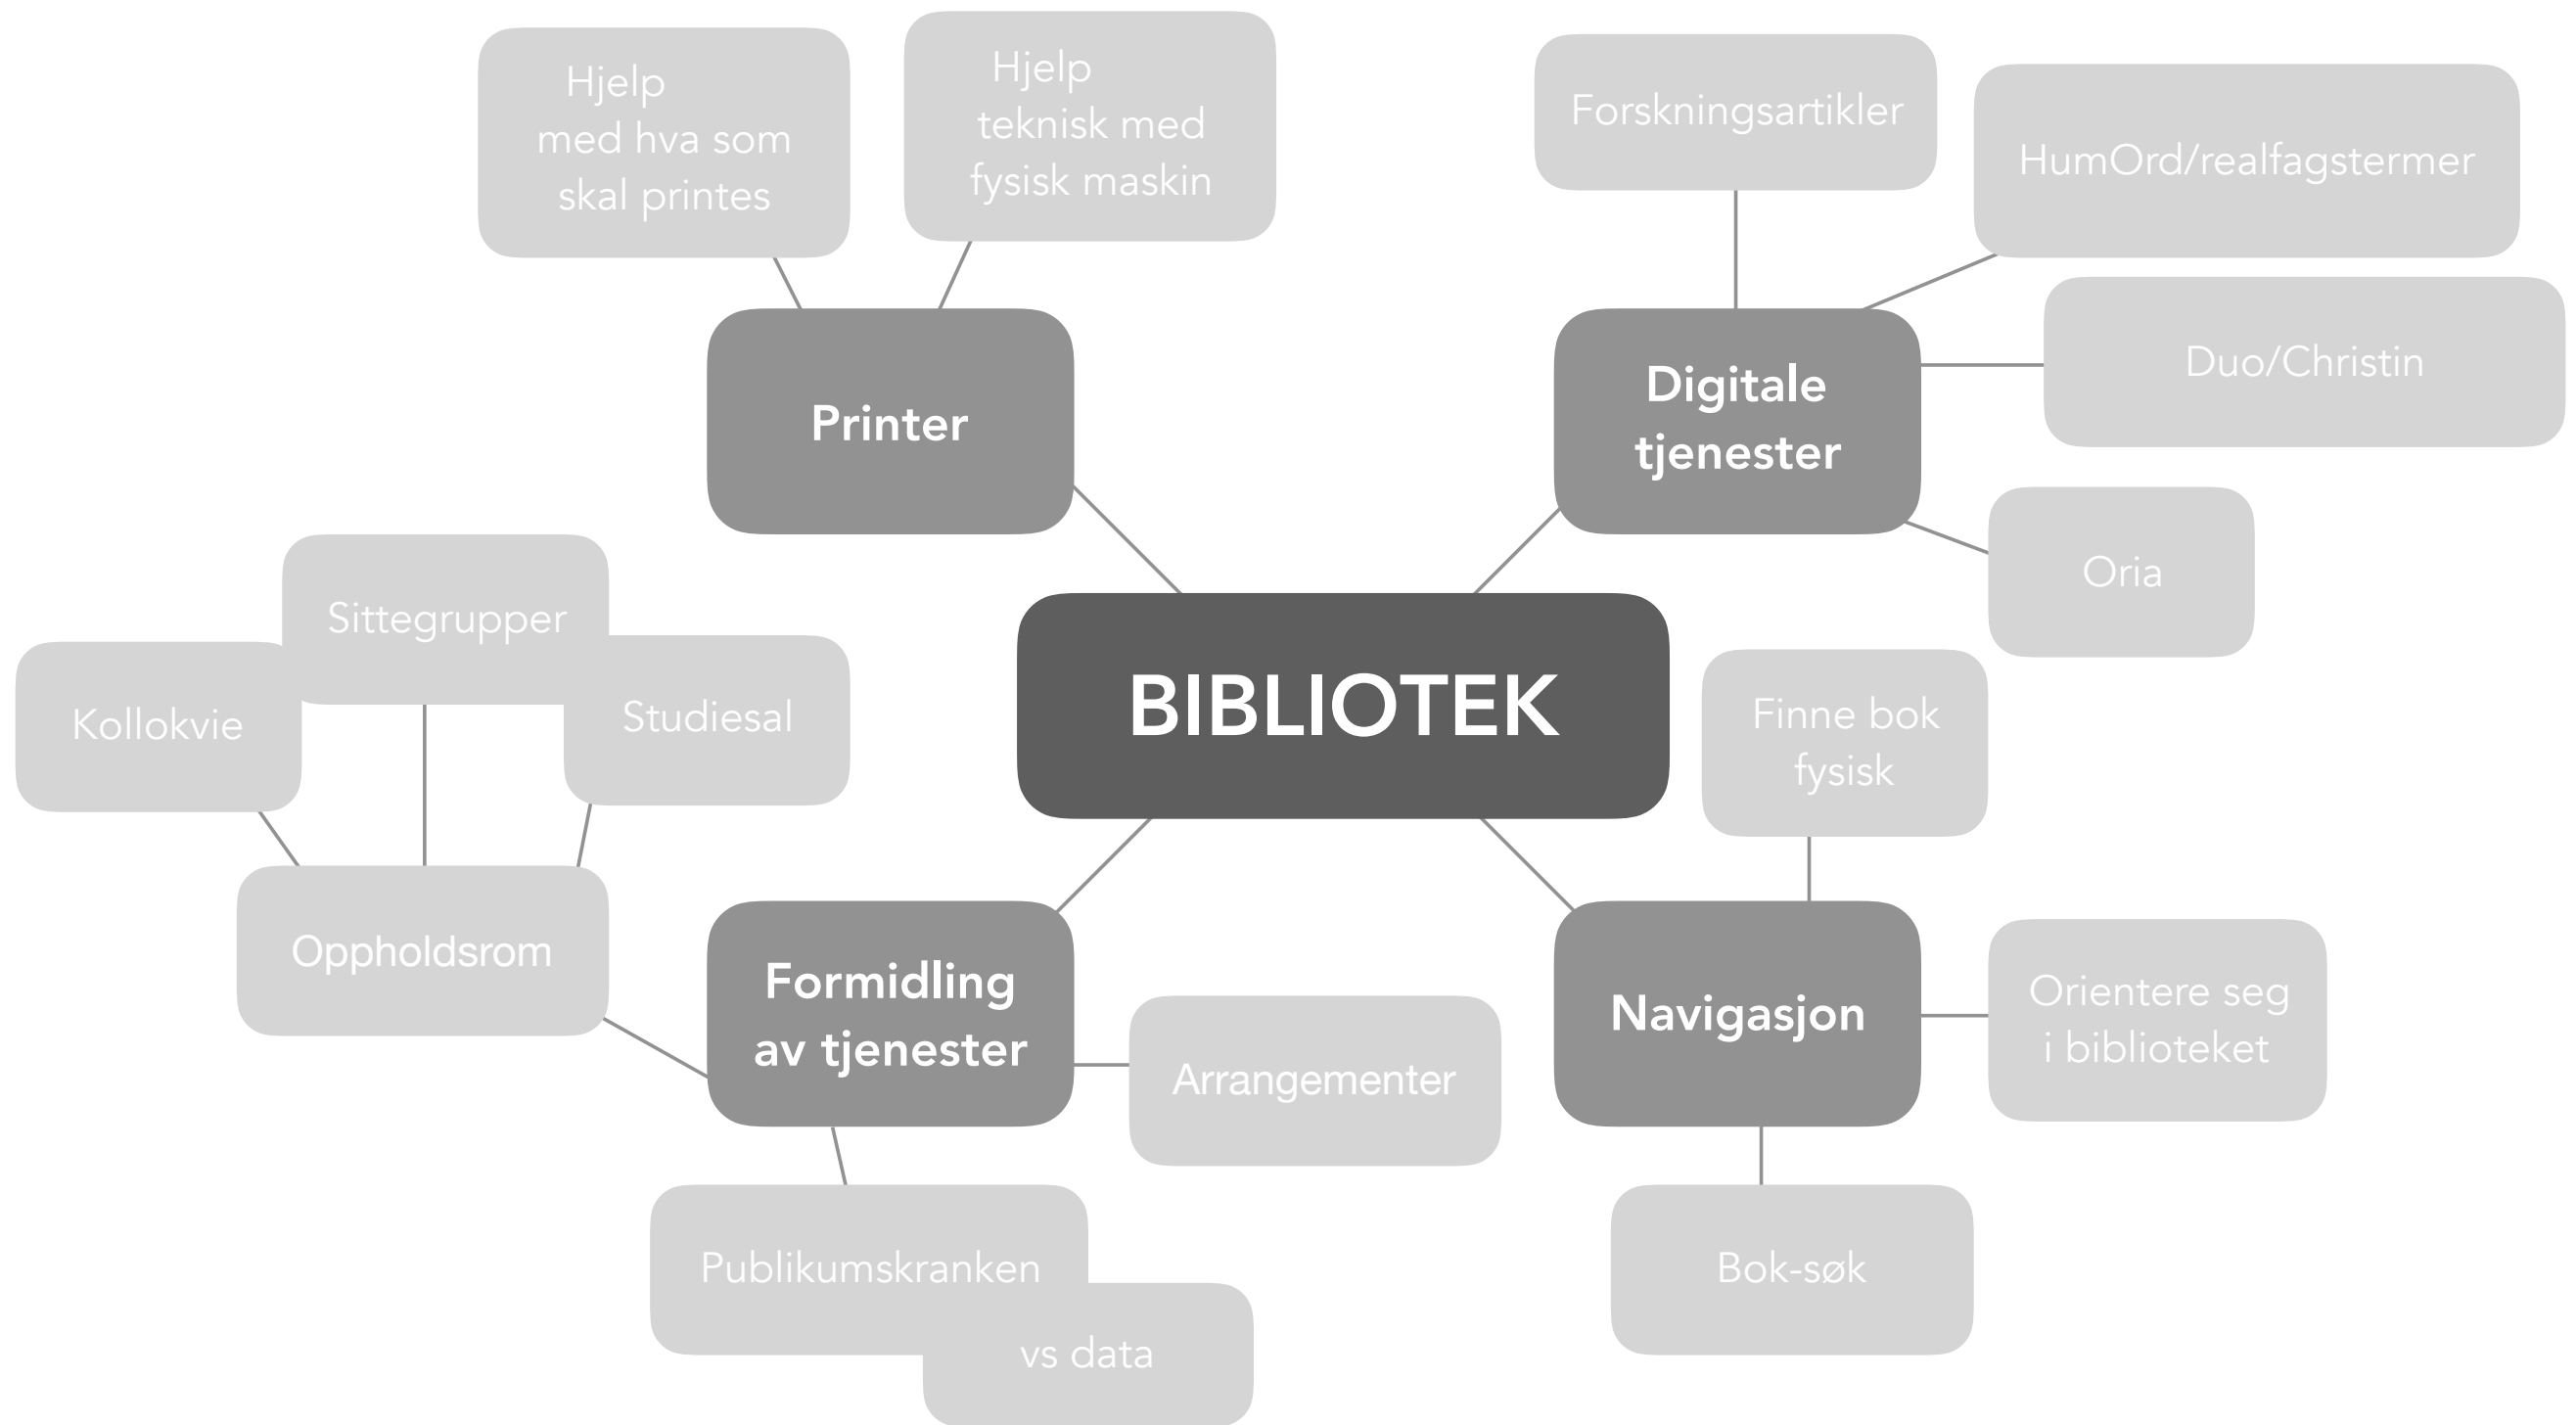 Hjelp
med hva som
skal printes
Hjelp
teknisk med
fysisk maskin
Forskningsartikler
HumOrd/realfagstermer
Printer
Digitale
tjenester
Duo/Christin
Oria
Sittegrupper
Kollokvie
Studiesal
BIBLIOTEK
Finne bok
fysisk
Oppholdsrom
Formidling
av tjenester
Arrangementer
Navigasjon
Orientere seg
i biblioteket
Publikumskranken
vs data
Bok-søk